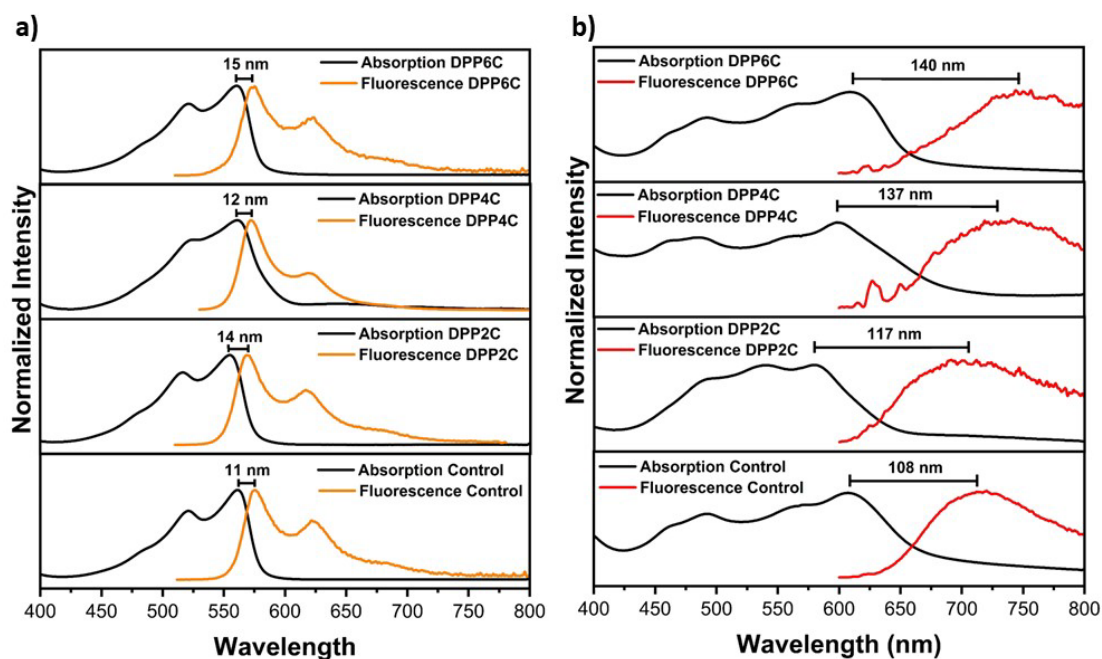 a)
Normalized Intensity
Absorption DPP6C
Fluorescence DPP6C
15 nm
Absorption DPP4C
Fluorescence DPP4C
12 nm
Absorption DPP2C
Fluorescence DPP2C
14 nm
Absorption Control
Fluorescence Control
11 nm
400 450 500 550 600 650 700 750 800
Wavelength
b)
Normalized Intensity
Absorption DPP6C
Fluorescence DPP6C
140 nm
Absorption DPP4C
Fluorescence DPP4C
137 nm
Absorption DPP2C
Fluorescence DPP2C
117 nm
Absorption Control
Fluorescence Control
108 nm
400 450 500 550 600 650 700 750 800
Wavelength (nm)